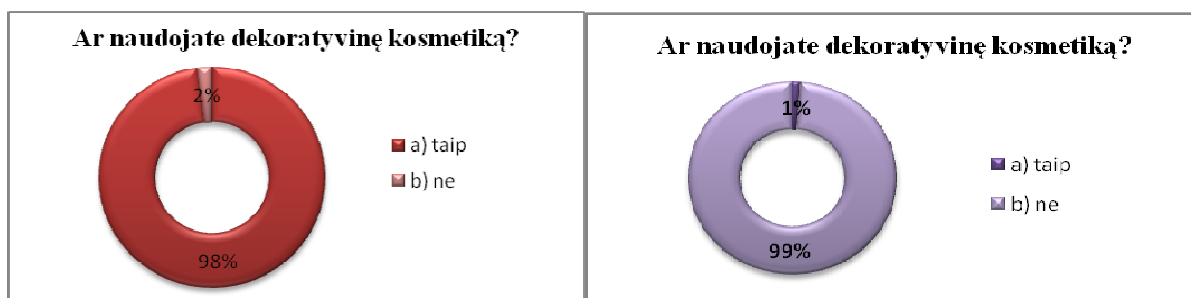 Ar naudojate dekoratyvinę kosmetiką?
2%
98%
a) taip
b) ne
Ar naudojate dekoratyvinę kosmetiką?
1%
99%
a) taip
b) ne